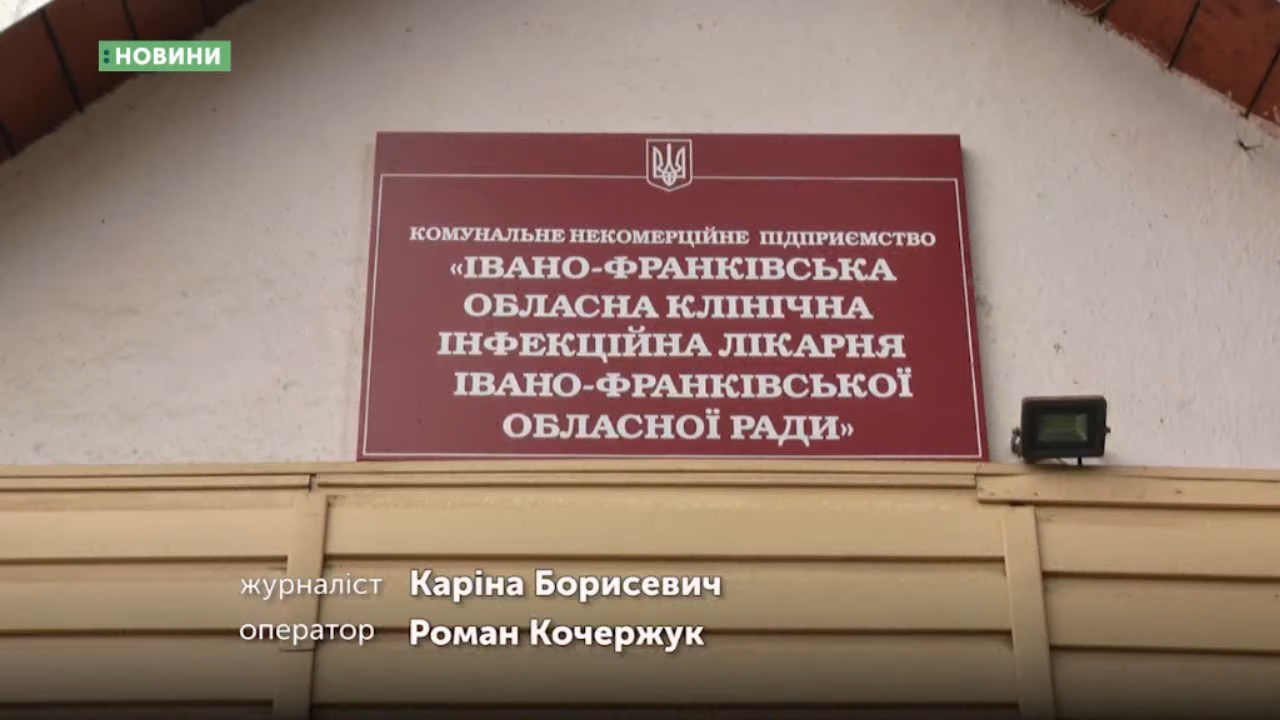 :НОВИНИ
КОМУНАЛЬНЕ НЕКОМЕРЦІЙНЕ ПІДПРИЄМСТВО
«ІВАНО-ФРАНКІВСЬКА
ОБЛАСНА КЛІНІЧНА
ІНФЕКЦІЙНА ЛІКАРНЯ
ІВАНО-ФРАНКІВСЬКОЇ
ОБЛАСНОЇ РАДИ»
журналіст Каріна Борисевич
оператор Роман Кочержук